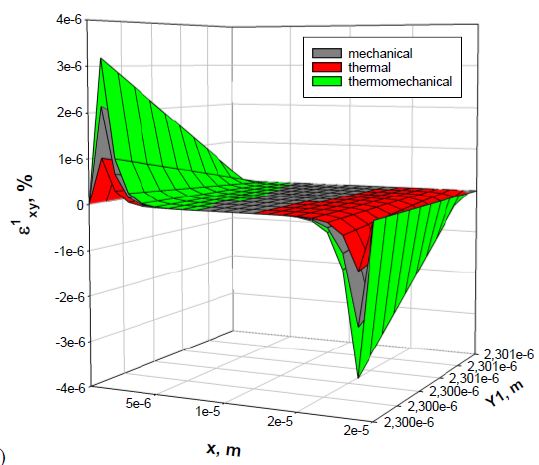 4e-6
3e-6
2e-6
1e-6
0
-1e-6
-2e-6
-3e-6
-4e-6
ε¹xy, %
mechanical
thermal
thermomechanical
5e-6
1e-5
2e-5
2e-5
x, m
2,300e-6
2,300e-6
2,300e-6
2,301e-6
2,301e-6
2,301e-6
Y1, m
)